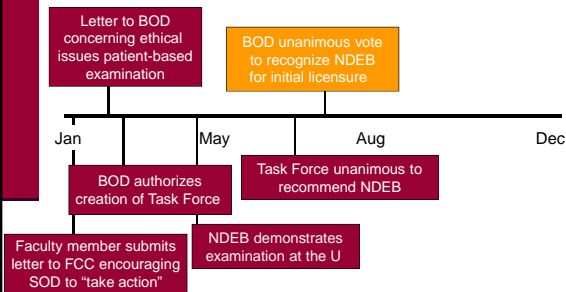 Letter to BOD
concerning ethical
issues patient-based
examination
BOD unanimous vote
to recognize NDEB
for initial licensure
Jan
May
Aug
Dec
BOD authorizes
creation of Task Force
Task Force unanimous to
recommend NDEB
Faculty member submits
letter to FCC encouraging
SOD to “take action”
NDEB demonstrates
examination at the U